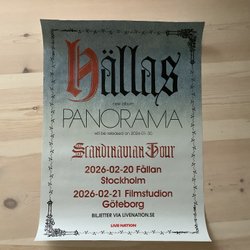 Hällas
new album
PANORAMA
will be released on 2026-01-30
Scandinavian Tour
2026-02-20 Fållan
Stockholm
2026-02-21 Filmstudion
Göteborg
BILJETTER VIA LIVENATION.SE
LIVE NATION